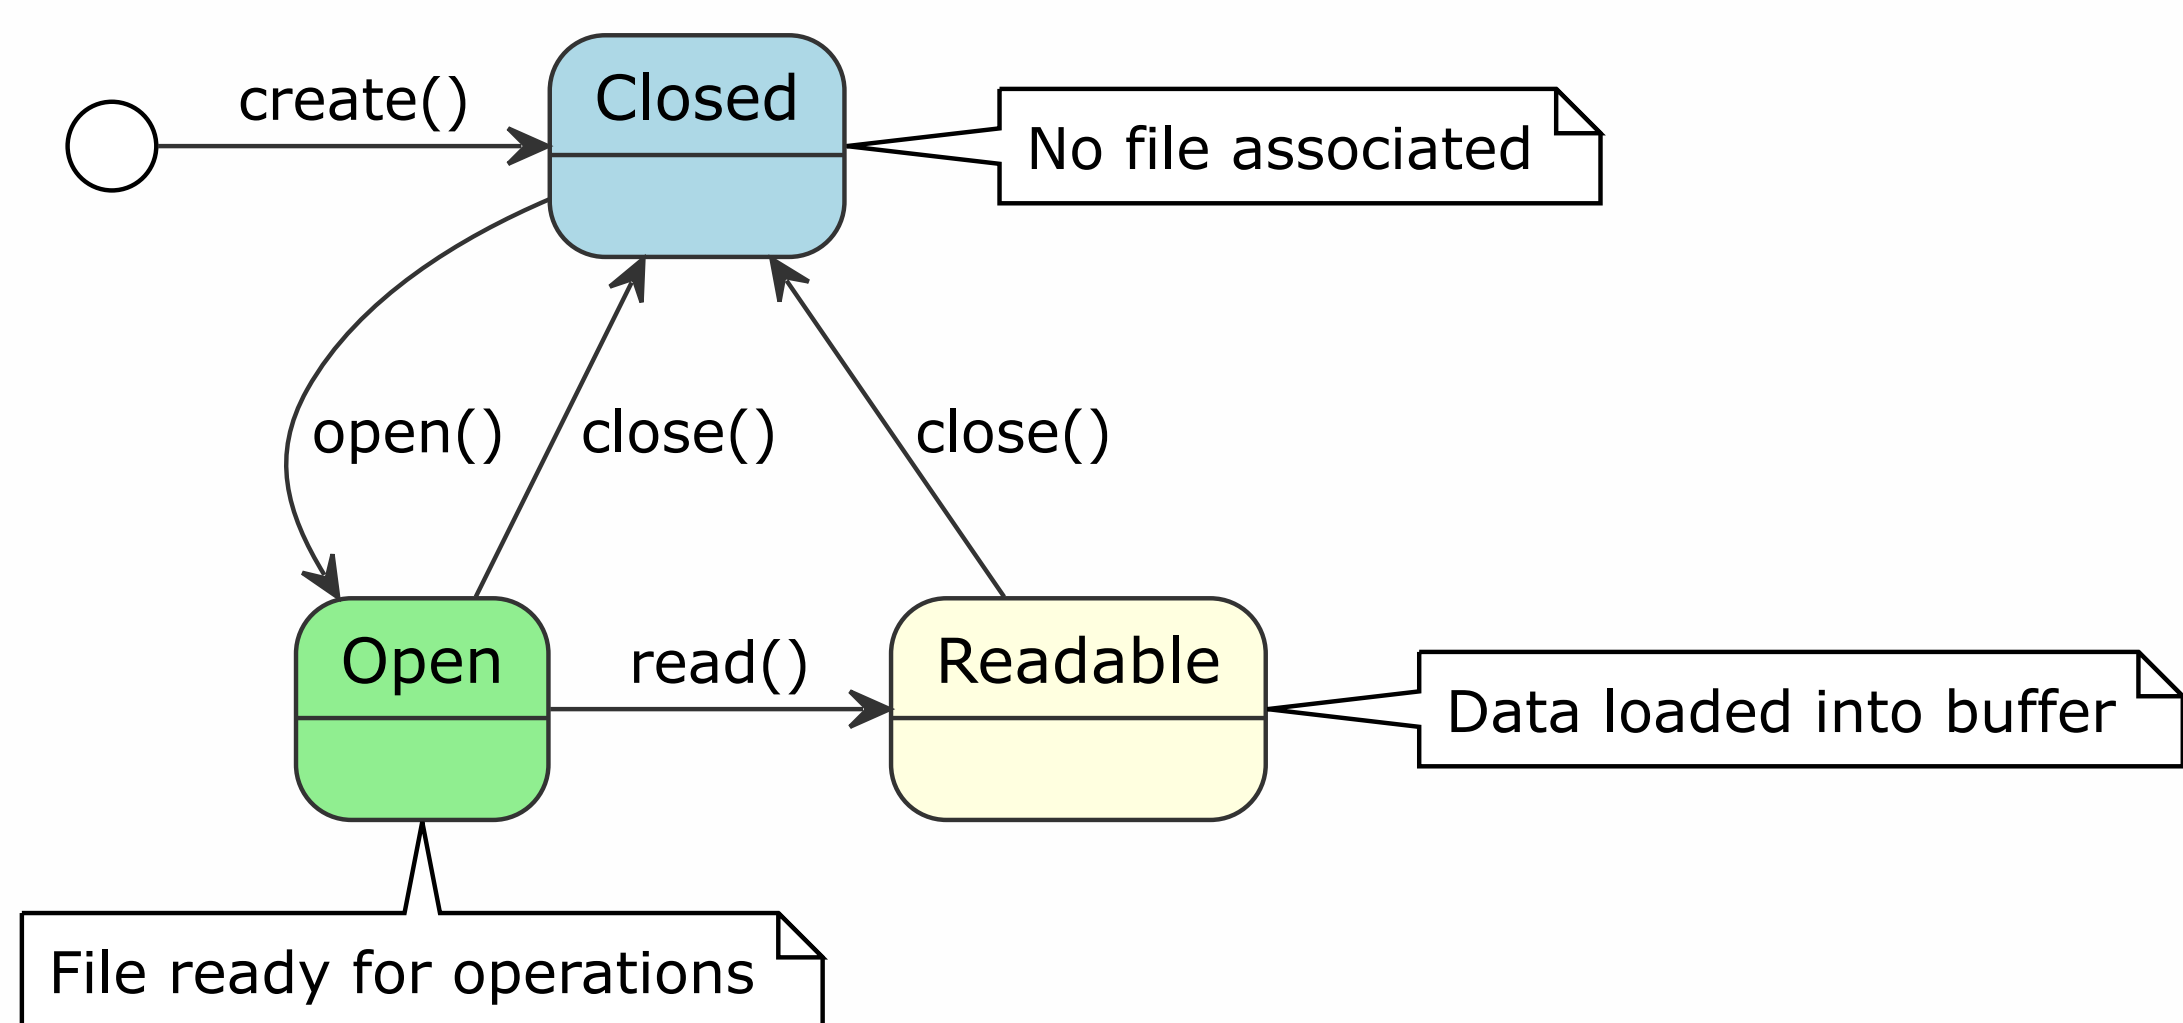 create()
Closed
No file associated
open()
close()
close()
Open
read()
Readable
Data loaded into buffer
File ready for operations